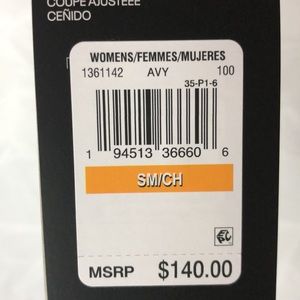 COUPE AJUSTÉEE
CEÑIDO
WOMENS/FEMMES/MUJERES
1361142 AVY 100
35-P1-6
1 94513 36660 6
SM/CH
MSRP $140.00